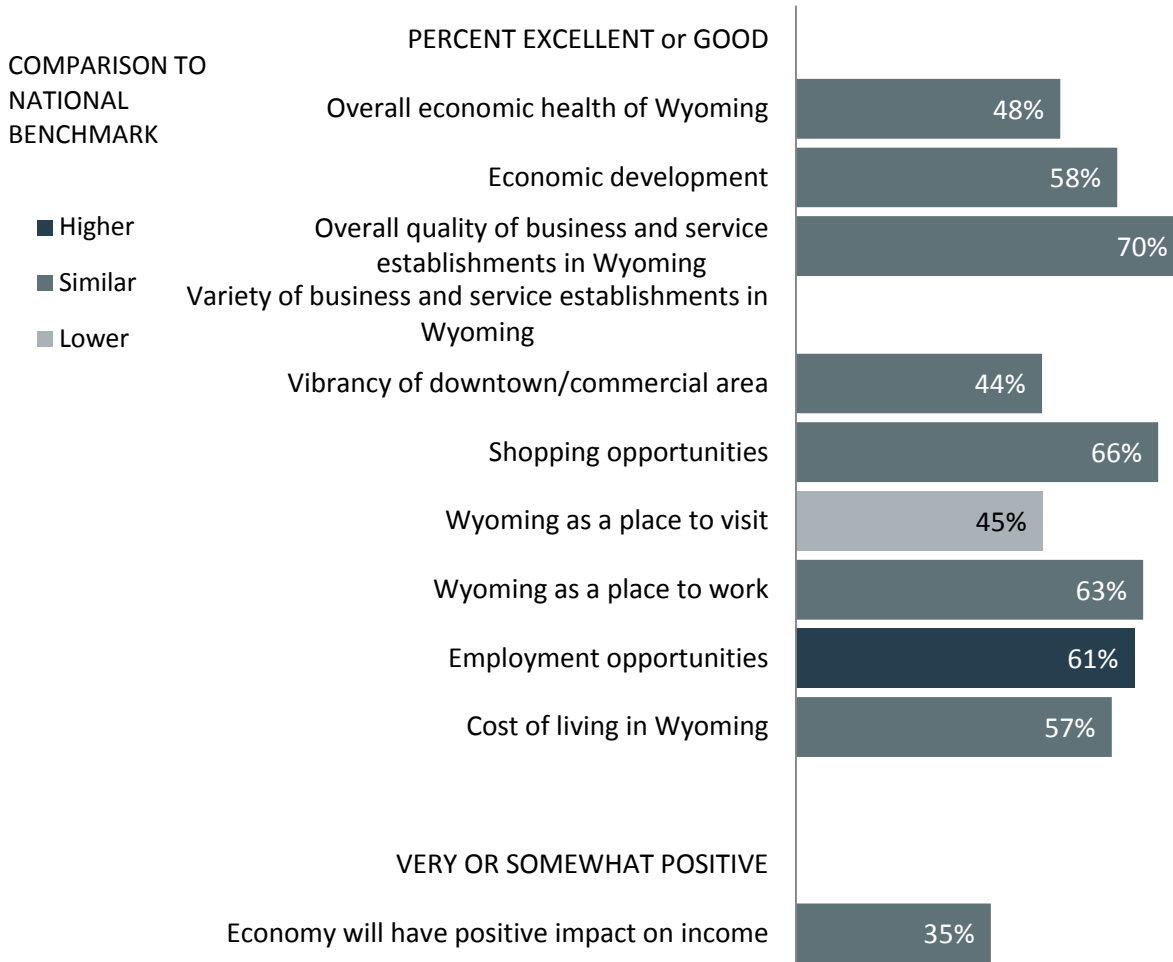 COMPARISON TO
NATIONAL
BENCHMARK
Higher
Similar
Lower
PERCENT EXCELLENT or GOOD
Overall economic health of Wyoming 48%
Economic development 58%
Overall quality of business and service
establishments in Wyoming 70%
Variety of business and service establishments in
Wyoming
Vibrancy of downtown/commercial area 44%
Shopping opportunities 66%
Wyoming as a place to visit 45%
Wyoming as a place to work 63%
Employment opportunities 61%
Cost of living in Wyoming 57%
VERY OR SOMEWHAT POSITIVE
Economy will have positive impact on income 35%